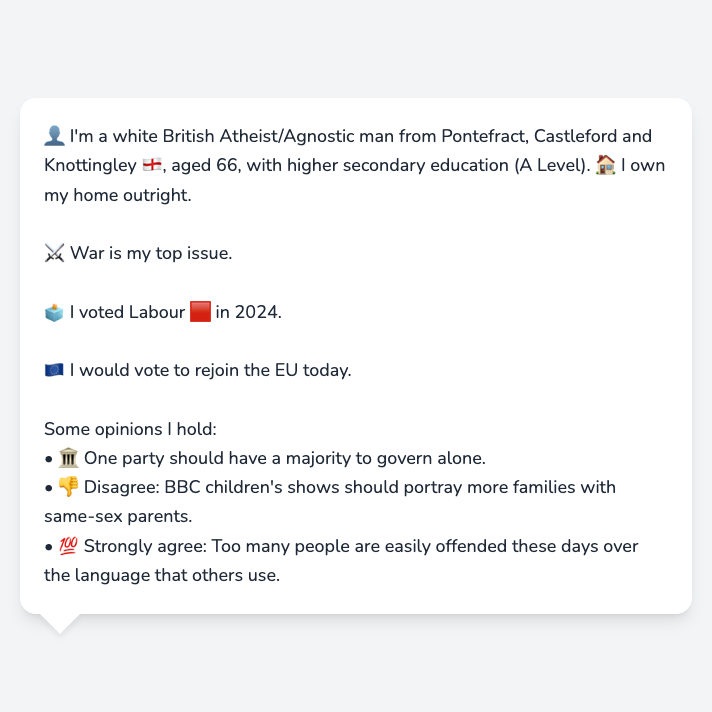 👤 I'm a white British Atheist/Agnostic man from Pontefract, Castleford and
Knottingley 🏴󠁧󠁢󠁥󠁮󠁧󠁿, aged 66, with higher secondary education (A Level). 🏠 I own
my home outright.
⚔️ War is my top issue.
🗳️ I voted Labour 🟥 in 2024.
🇪🇺 I would vote to rejoin the EU today.
Some opinions I hold:
• 🏛️ One party should have a majority to govern alone.
• 👎 Disagree: BBC children's shows should portray more families with
same-sex parents.
• 💯 Strongly agree: Too many people are easily offended these days over
the language that others use.